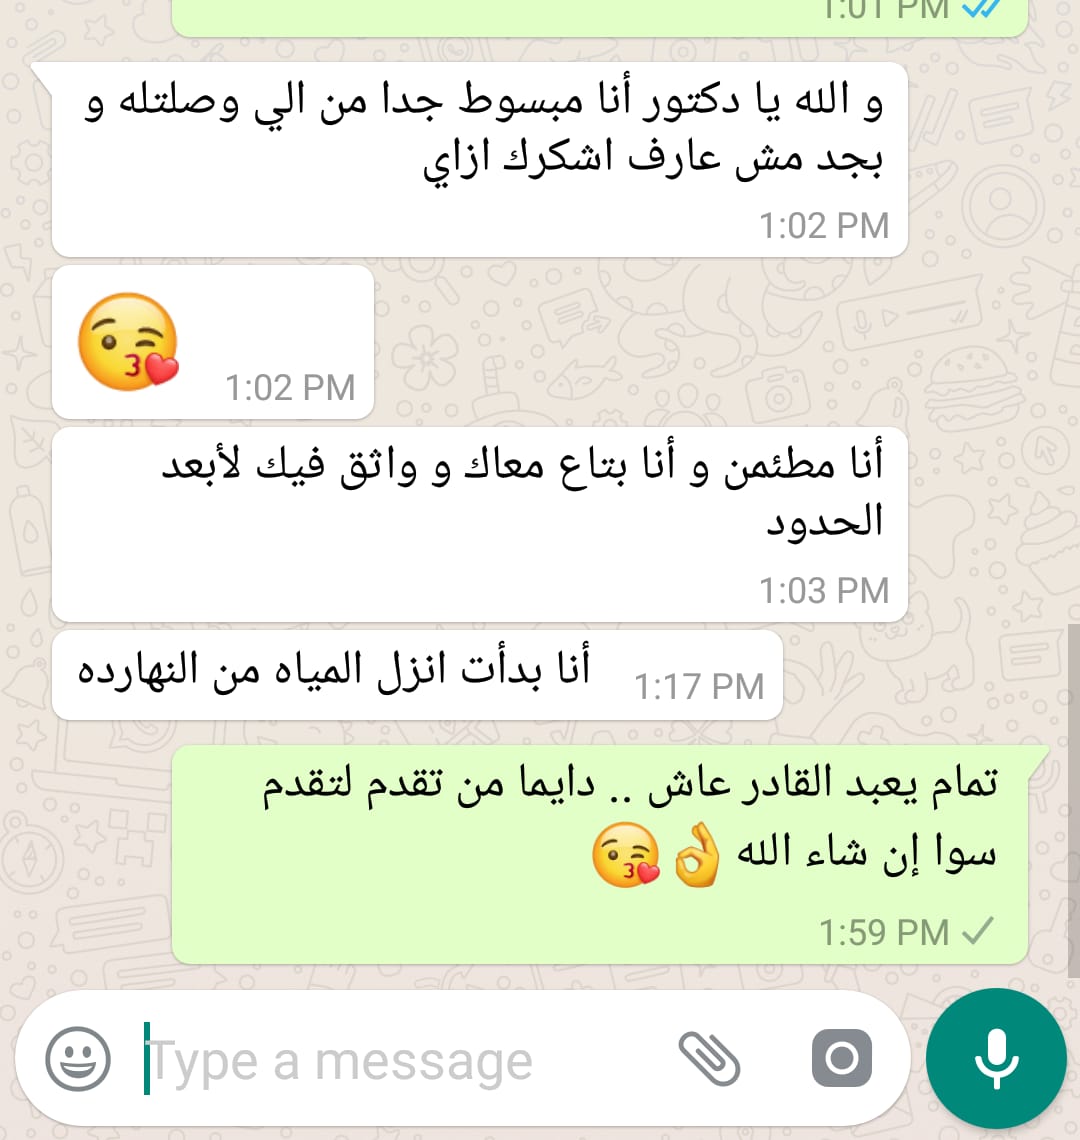 1:01 PM
و الله يا دكتور أنا مبسوط جدا من الي وصلتله و
بجد مش عارف اشكرك ازاي
1:02 PM
😘
1:02 PM
أنا مطئمن و أنا بتاع معاك و واثق فيك لأبعد
الحدود
1:03 PM
أنا بدأت انزل المياه من النهارده
1:17 PM
تمام يعبد القادر عاش .. دايما من تقدم لتقدم
سوا إن شاء الله 👌😘
1:59 PM
Type a message